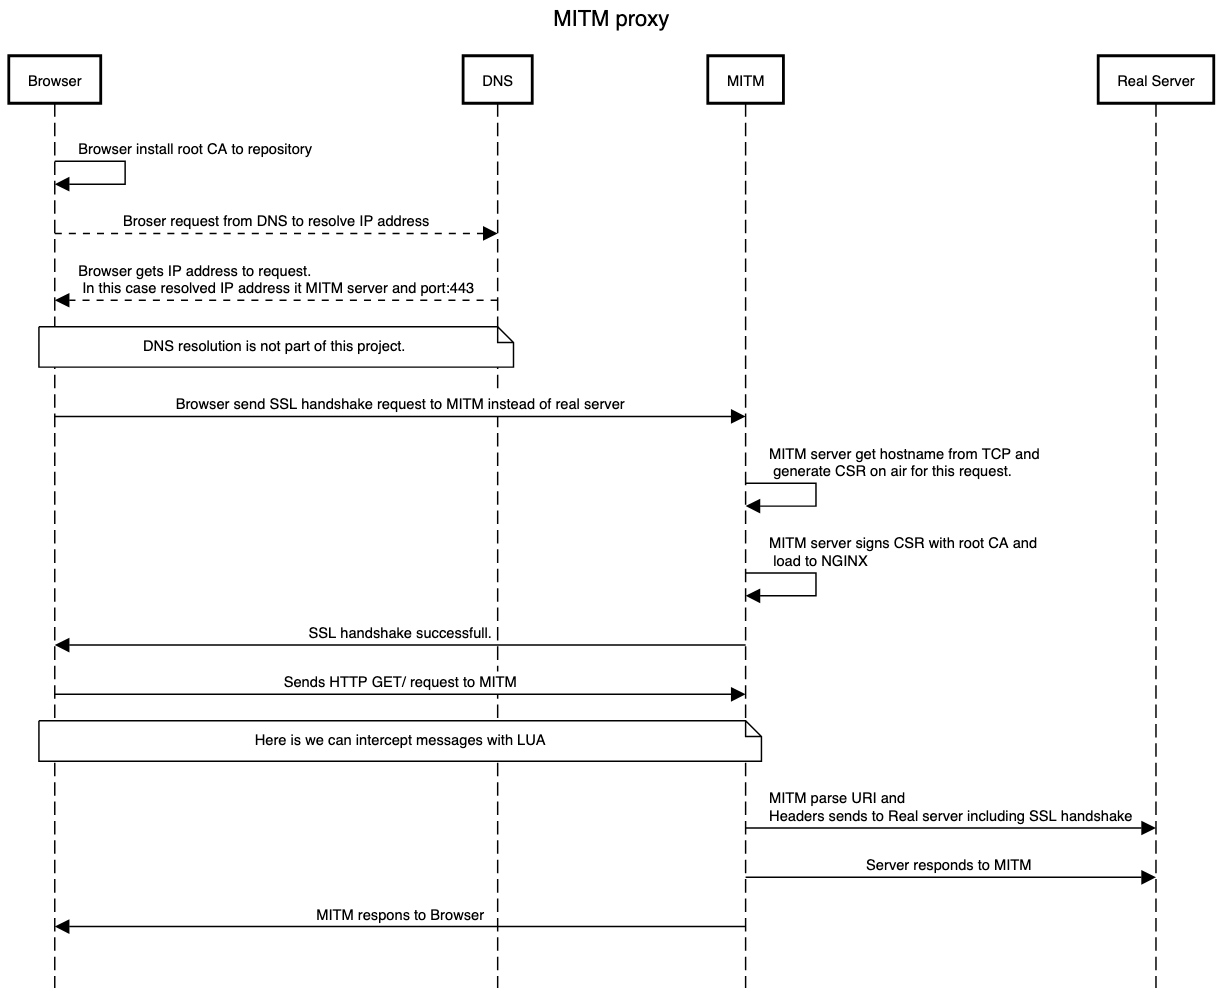 MITM proxy
Browser
DNS
MITM
Real Server
Browser install root CA to repository
Broser request from DNS to resolve IP address
Browser gets IP address to request.
In this case resolved IP address it MITM server and port:443
DNS resolution is not part of this project.
Browser send SSL handshake request to MITM instead of real server
MITM server get hostname from TCP and
generate CSR on air for this request.
MITM server signs CSR with root CA and
load to NGINX
SSL handshake successfull.
Sends HTTP GET/ request to MITM
Here is we can intercept messages with LUA
MITM parse URI and
Headers sends to Real server including SSL handshake
Server responds to MITM
MITM respons to Browser